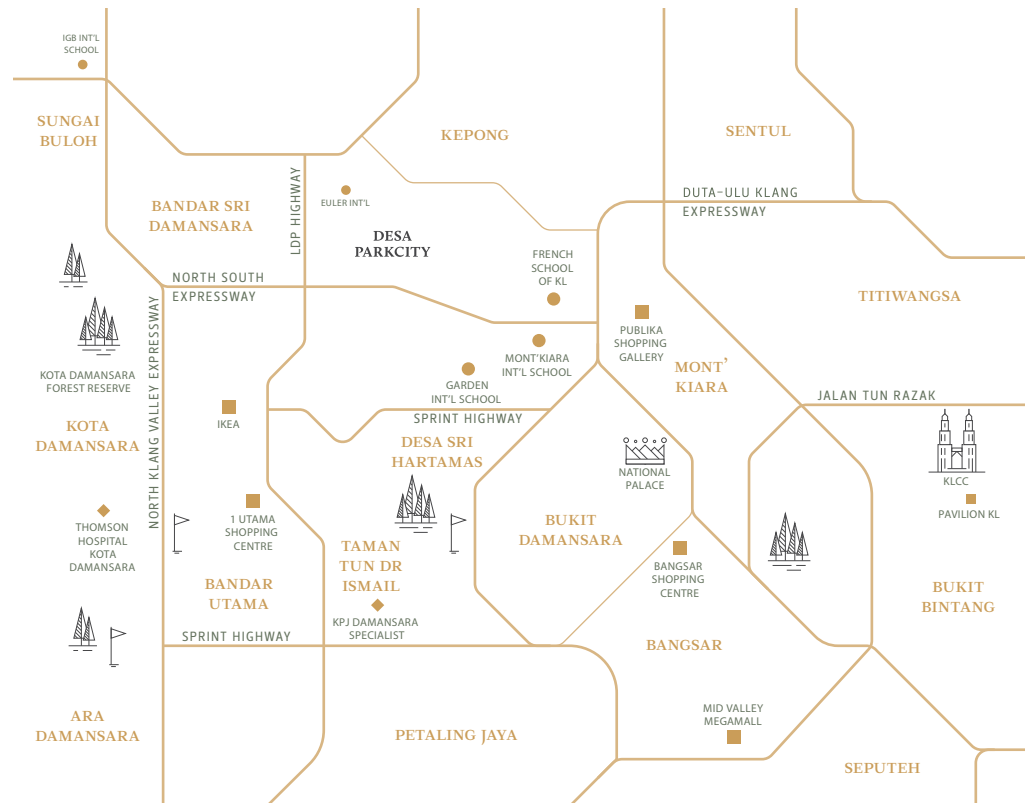 IGB INT'L
SCHOOL
SUNGAI
BULOH
KEPONG
SENTUL
BANDAR SRI
DAMANSARA
LDP HIGHWAY
EULER INT'L
DESA
PARKCITY
DUTA-ULU KLANG
EXPRESSWAY
FRENCH
SCHOOL
OF KL
NORTH SOUTH
EXPRESSWAY
TITIWANGSA
NORTH KLANG VALLEY EXPRESSWAY
PUBLIKA
SHOPPING
GALLERY
MONT'KIARA
INT'L SCHOOL
MONT'
KIARA
KOTA DAMANSARA
FOREST RESERVE
GARDEN
INT'L SCHOOL
JALAN TUN RAZAK
IKEA
SPRINT HIGHWAY
KOTA
DAMANSARA
DESA SRI
HARTAMAS
NATIONAL
PALACE
KLCC
PAVILION KL
THOMSON
HOSPITAL
KOTA
DAMANSARA
1 UTAMA
SHOPPING
CENTRE
BUKIT
DAMANSARA
TAMAN
TUN DR
ISMAIL
BANGSAR
SHOPPING
CENTRE
BANDAR
UTAMA
BUKIT
BINTANG
KPJ DAMANSARA
SPECIALIST
SPRINT HIGHWAY
BANGSAR
ARA
DAMANSARA
PETALING JAYA
MID VALLEY
MEGAMALL
SEPUTEH